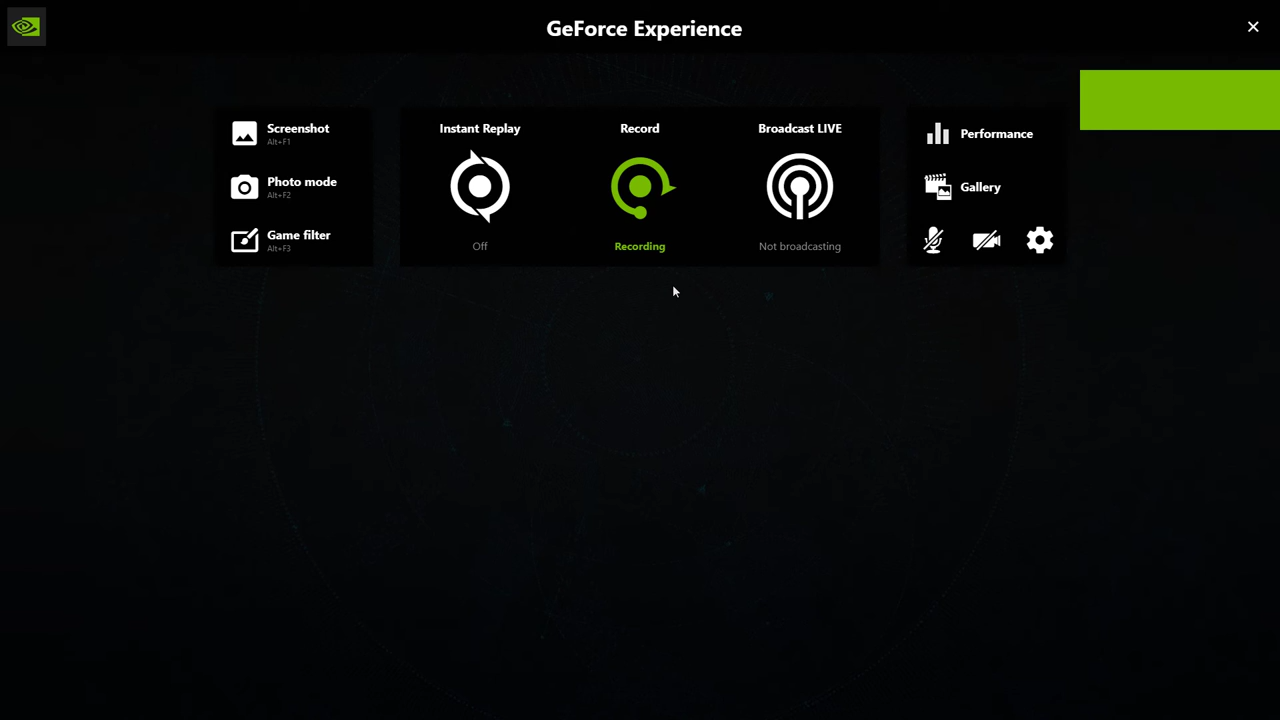 GeForce Experience
Screenshot
Alt+F1
Photo mode
Alt+F2
Game filter
Alt+F3
Instant Replay
Off
Record
Recording
Broadcast LIVE
Not broadcasting
Performance
Gallery